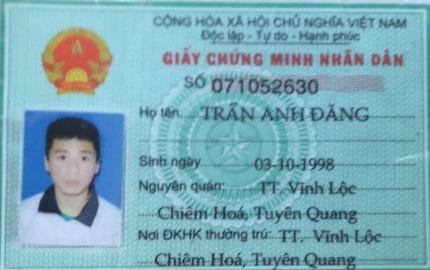 CỘNG HÒA XÃ HỘI CHỦ NGHĨA VIỆT NAM
Độc lập - Tự do - Hạnh phúc
GIẤY CHỨNG MINH NHÂN DÂN
SỐ 071052630
Họ tên: TRẦN ANH ĐĂNG
Sinh ngày 03-10-1998
Nguyên quán: TT. Vĩnh Lộc
Chiêm Hoá, Tuyên Quang
Nơi ĐKHK thường trú: TT. Vĩnh Lộc
Chiêm Hoá, Tuyên Quang